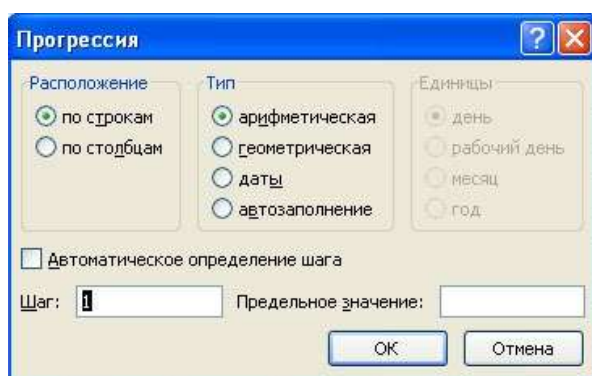 Прогрессия
Расположение
по строкам
по столбцам
Тип
арифметическая
геометрическая
даты
автозаполнение
Единицы
день
рабочий день
месяц
год
Автоматическое определение шага
Шаг: 1 Предельное значение:
ОК Отмена